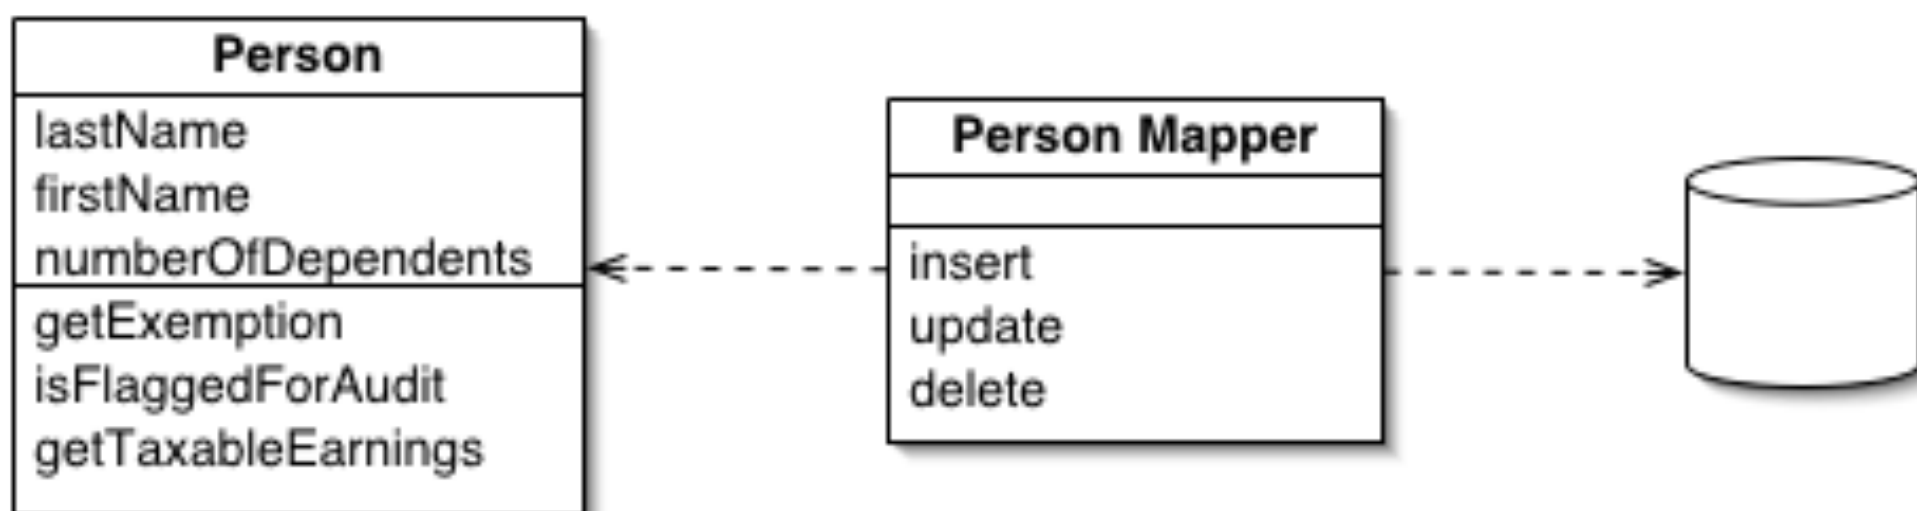 Person
lastName
firstName
numberOfDependents
getExemption
isFlaggedForAudit
getTaxableEarnings
Person Mapper
insert
update
delete